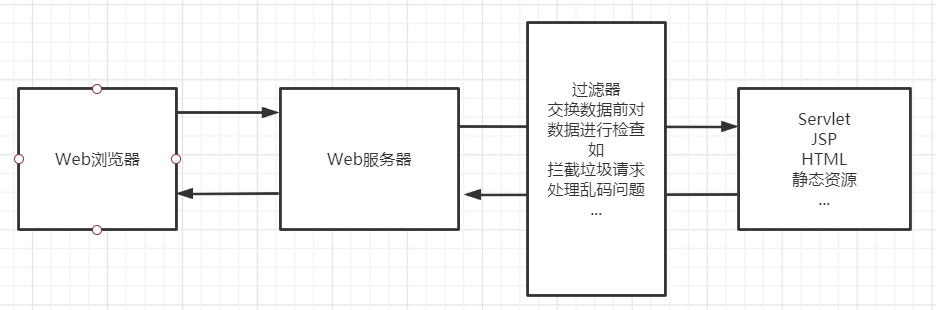 Web浏览器
Web服务器
过滤器
交换数据前对
数据进行检查
如
拦截垃圾请求
处理乱码问题
...
Servlet
JSP
HTML
静态资源
...